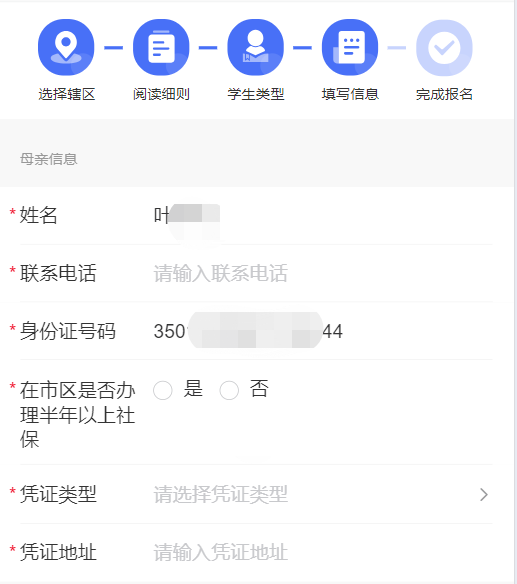 选择辖区 阅读细则 学生类型 填写信息 完成报名
母亲信息
* 姓名 叶
* 联系电话 请输入联系电话
* 身份证号码 350 44
* 在市区是否办 是 否
理半年以上社
保
* 凭证类型 请选择凭证类型
* 凭证地址 请输入凭证地址